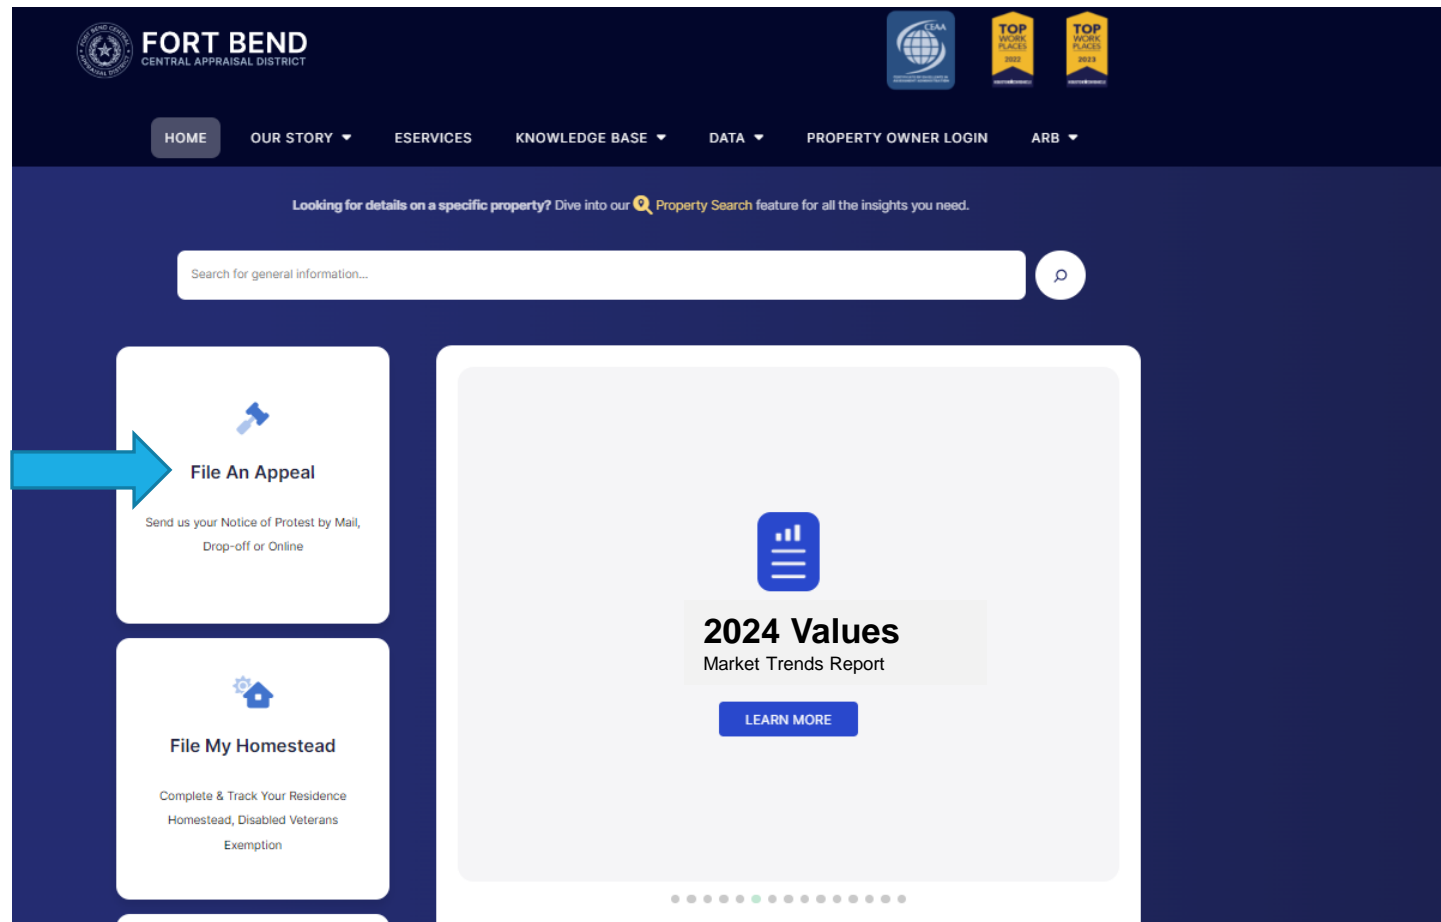 FORT BEND
CENTRAL APPRAISAL DISTRICT
CEAA
TOP
WORK
PLACES
2022
TOP
WORK
PLACES
2023
HOME
OUR STORY
ESERVICES
KNOWLEDGE BASE
DATA
PROPERTY OWNER LOGIN
ARB
Looking for details on a specific property? Dive into our Property Search feature for all the insights you need.
Search for general information...
File An Appeal
Send us your Notice of Protest by Mail,
Drop-off or Online
File My Homestead
Complete & Track Your Residence
Homestead, Disabled Veterans
Exemption
2024 Values
Market Trends Report
LEARN MORE